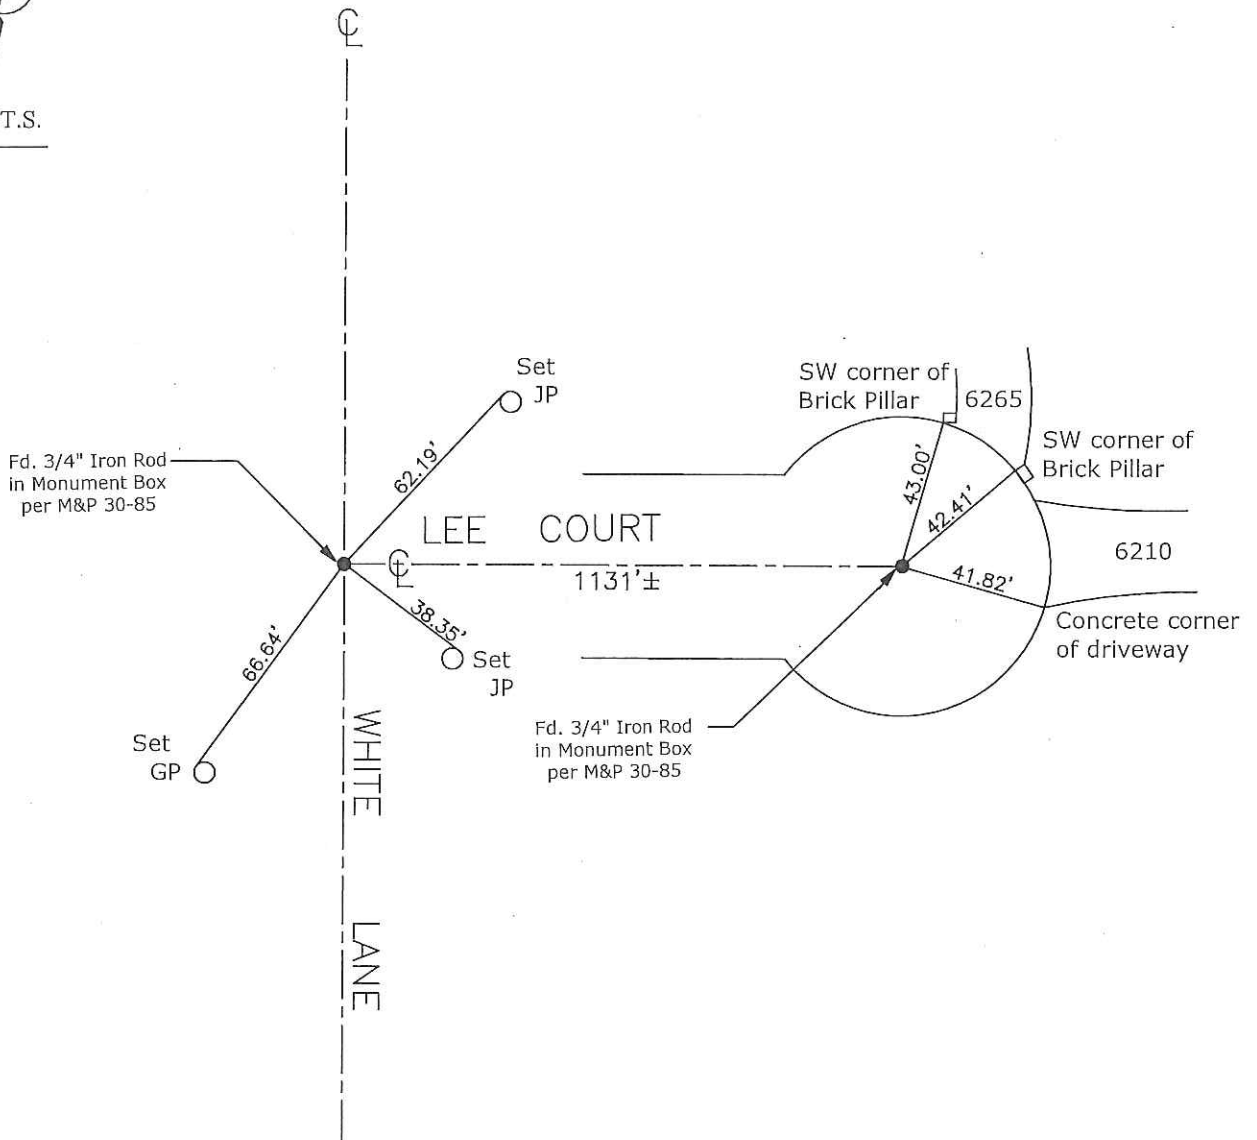 ℄
T.S.
Set
JP
SW corner of
Brick Pillar
6265
SW corner of
Brick Pillar
Fd. 3/4" Iron Rod
in Monument Box
per M&P 30-85
62.19'
43.00'
42.41'
LEE COURT
℄
1131'±
6210
41.82'
38.35'
Concrete corner
of driveway
Set
JP
66.64'
Set
GP
WHITE LANE
Fd. 3/4" Iron Rod
in Monument Box
per M&P 30-85